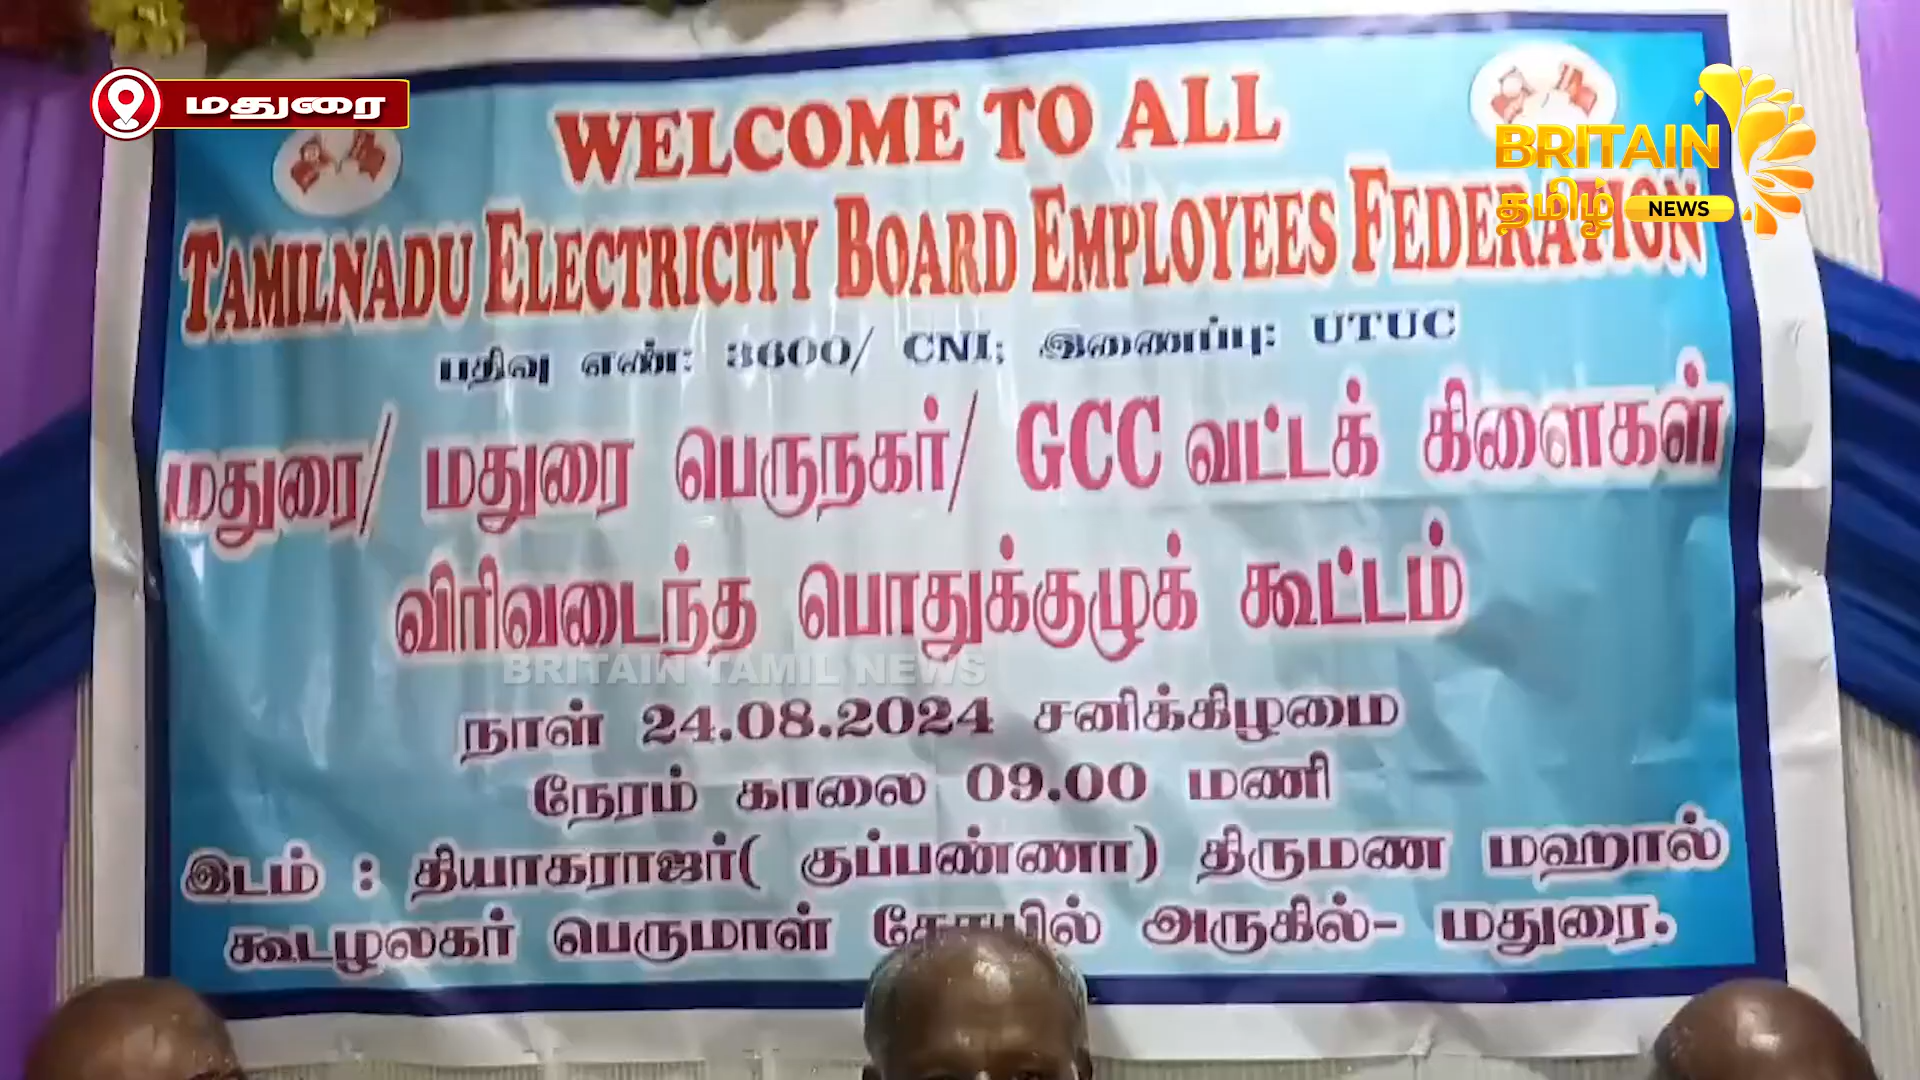 மதுரை
BRITAIN
தமிழ் NEWS
WELCOME TO ALL
TAMILNADU ELECTRICITY BOARD EMPLOYEES FEDERATION
பதிவு எண்: 3600/ CNI; இணைப்பு: UTUC
மதுரை/ மதுரை பெருநகர்/ GCC வட்டக் கிளைகள்
விரிவடைந்த பொதுக்குழுக் கூட்டம்
BRITAIN TAMIL NEWS
நாள் 24.08.2024 சனிக்கிழமை
நேரம் காலை 09.00 மணி
இடம் : தியாகராஜர்( குப்பண்ணா) திருமண மஹால்
கூடழலகர் பெருமாள் கோயில் அருகில்- மதுரை.